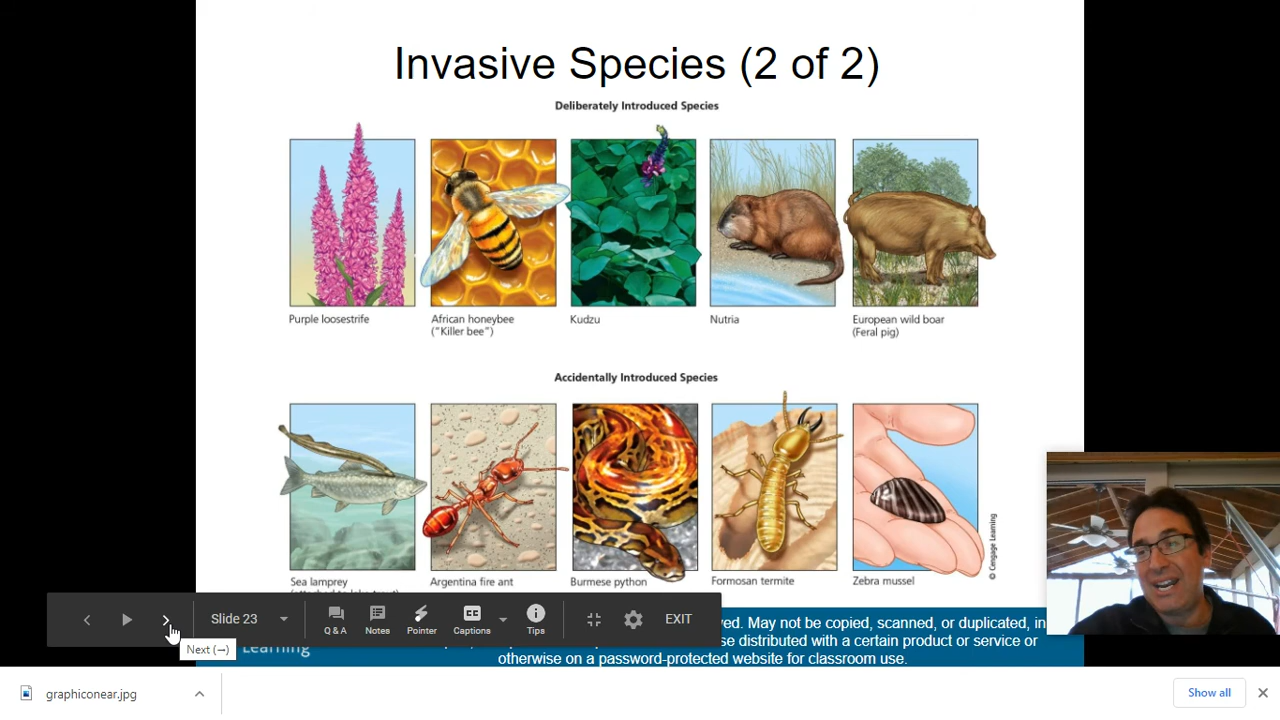 Invasive Species (2 of 2)
Deliberately Introduced Species
Purple loosestrife
African honeybee
("Killer bee")
Kudzu
Nutria
European wild boar
(Feral pig)
Accidentally Introduced Species
Sea lamprey
Argentina fire ant
Burmese python
Formosan termite
Zebra mussel
© Cengage Learning
Slide 23
Q & A
Notes
Pointer
Captions
Tips
EXIT
Next (→)
ved. May not be copied, scanned, or duplicated, in
se distributed with a certain product or service or
Learning
otherwise on a password-protected website for classroom use.
graphiconear.jpg
Show all